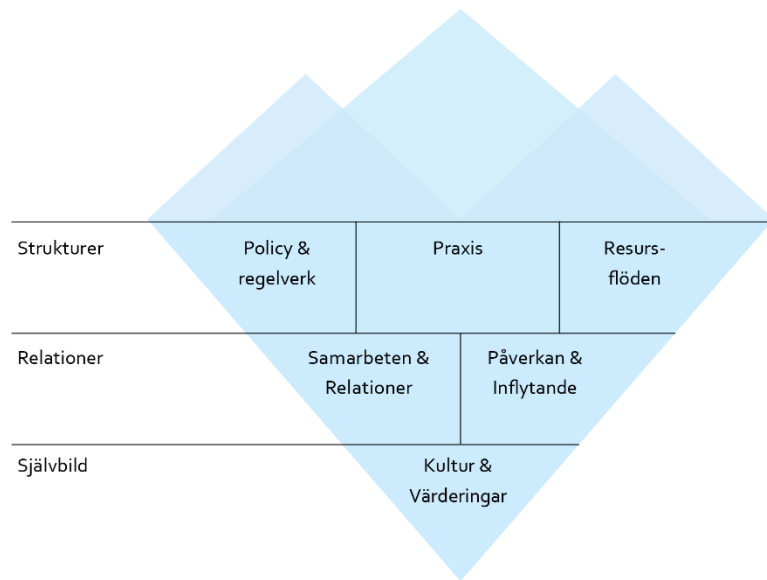 Strukturer
Policy &
regelverk
Praxis
Resurs-
flöden
Relationer
Samarbeten &
Relationer
Påverkan &
Inflytande
Självbild
Kultur &
Värderingar